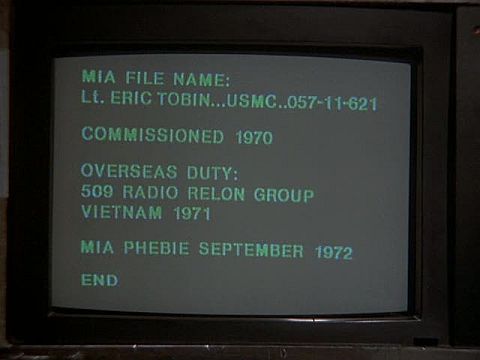 MIA FILE NAME:
Lt. ERIC TOBIN...USMC..057-11-621
COMMISSIONED 1970
OVERSEAS DUTY:
509 RADIO RELON GROUP
VIETNAM 1971
MIA PHEBIE SEPTEMBER 1972
END